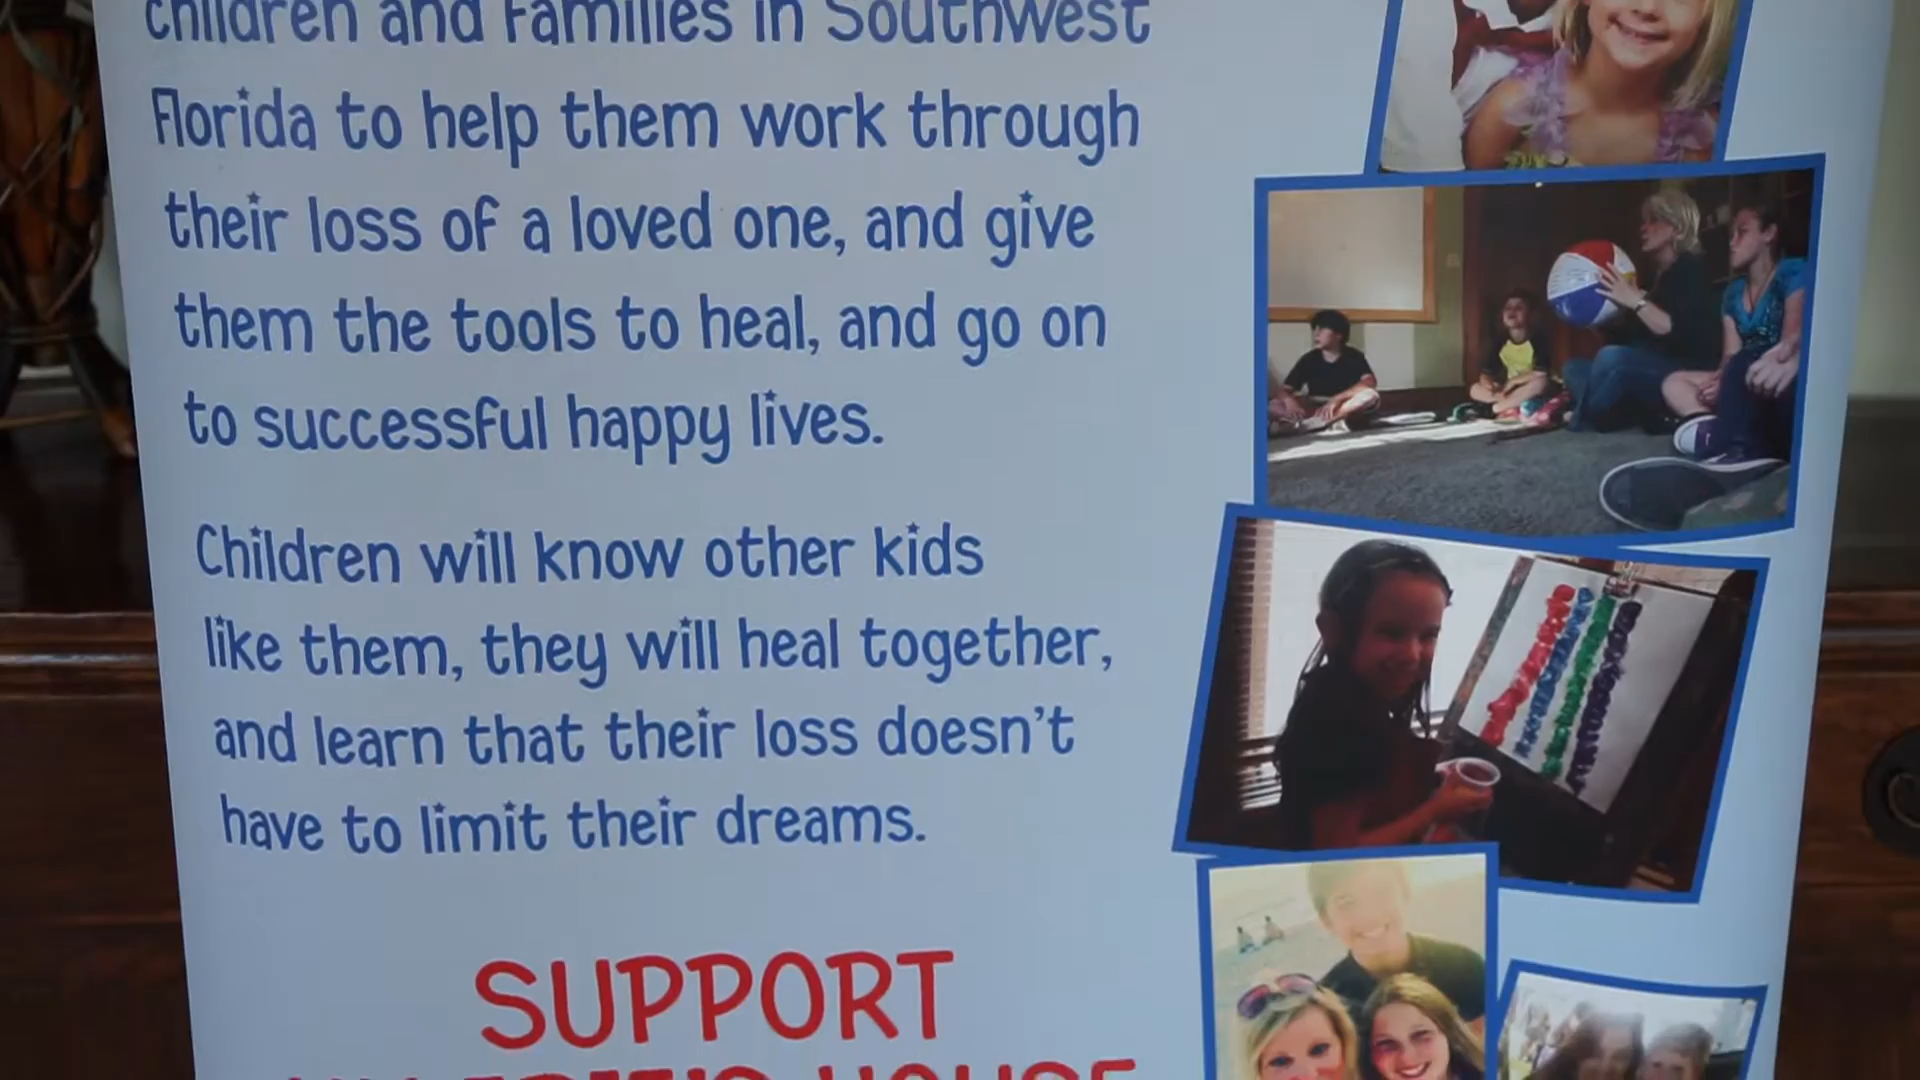 Children and Families in Southwest
Florida to help them work through
their loss of a loved one, and give
them the tools to heal, and go on
to successful happy lives.
Children will know other kids
like them, they will heal together,
and learn that their loss doesn't
have to limit their dreams.
SUPPORT
HOUSE